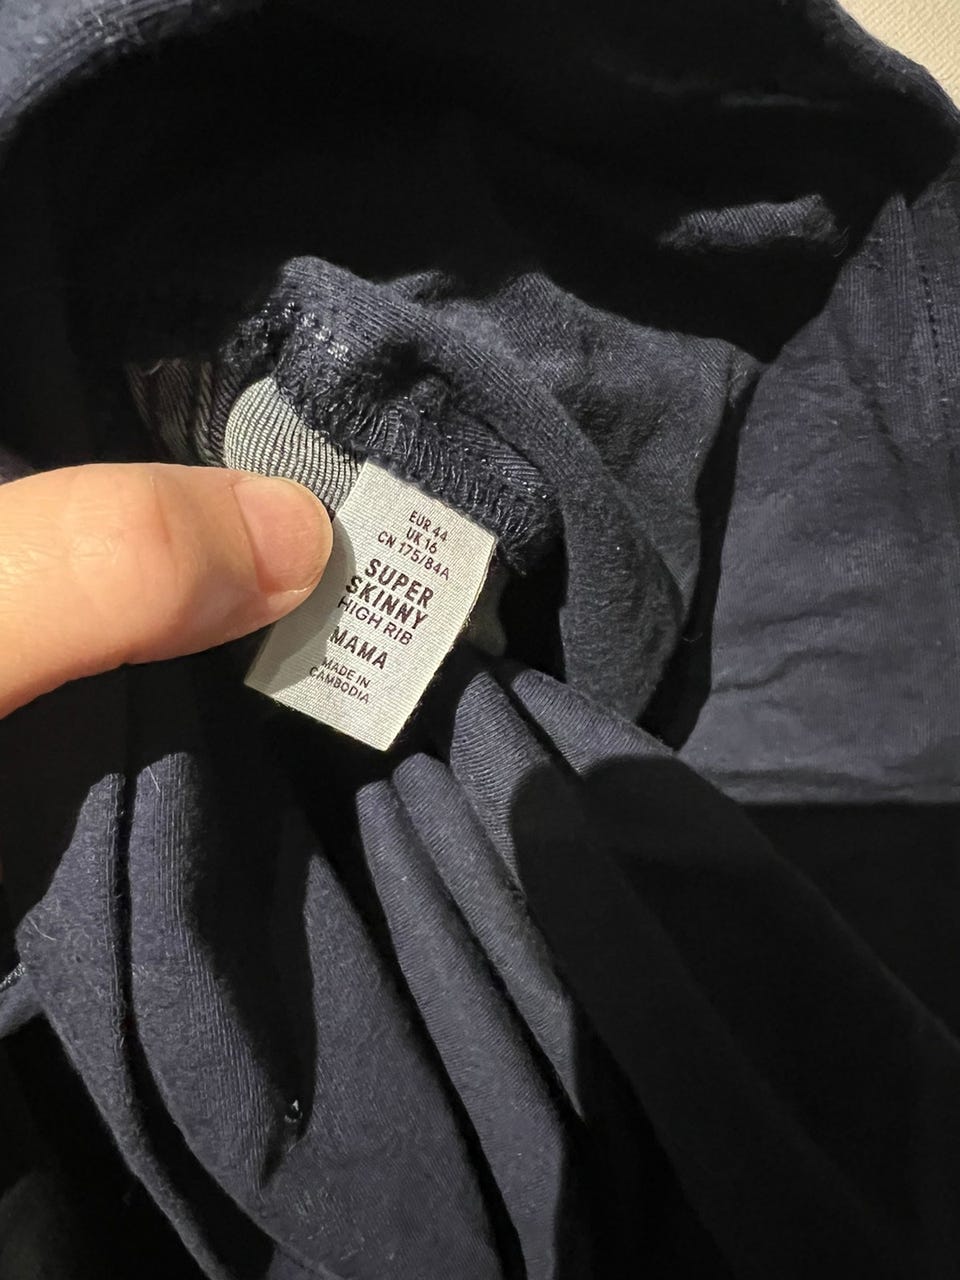 EUR 44
UK 16
CN 175/84A
SUPER
SKINNY
HIGH RIB
MAMA
MADE IN
CAMBODIA